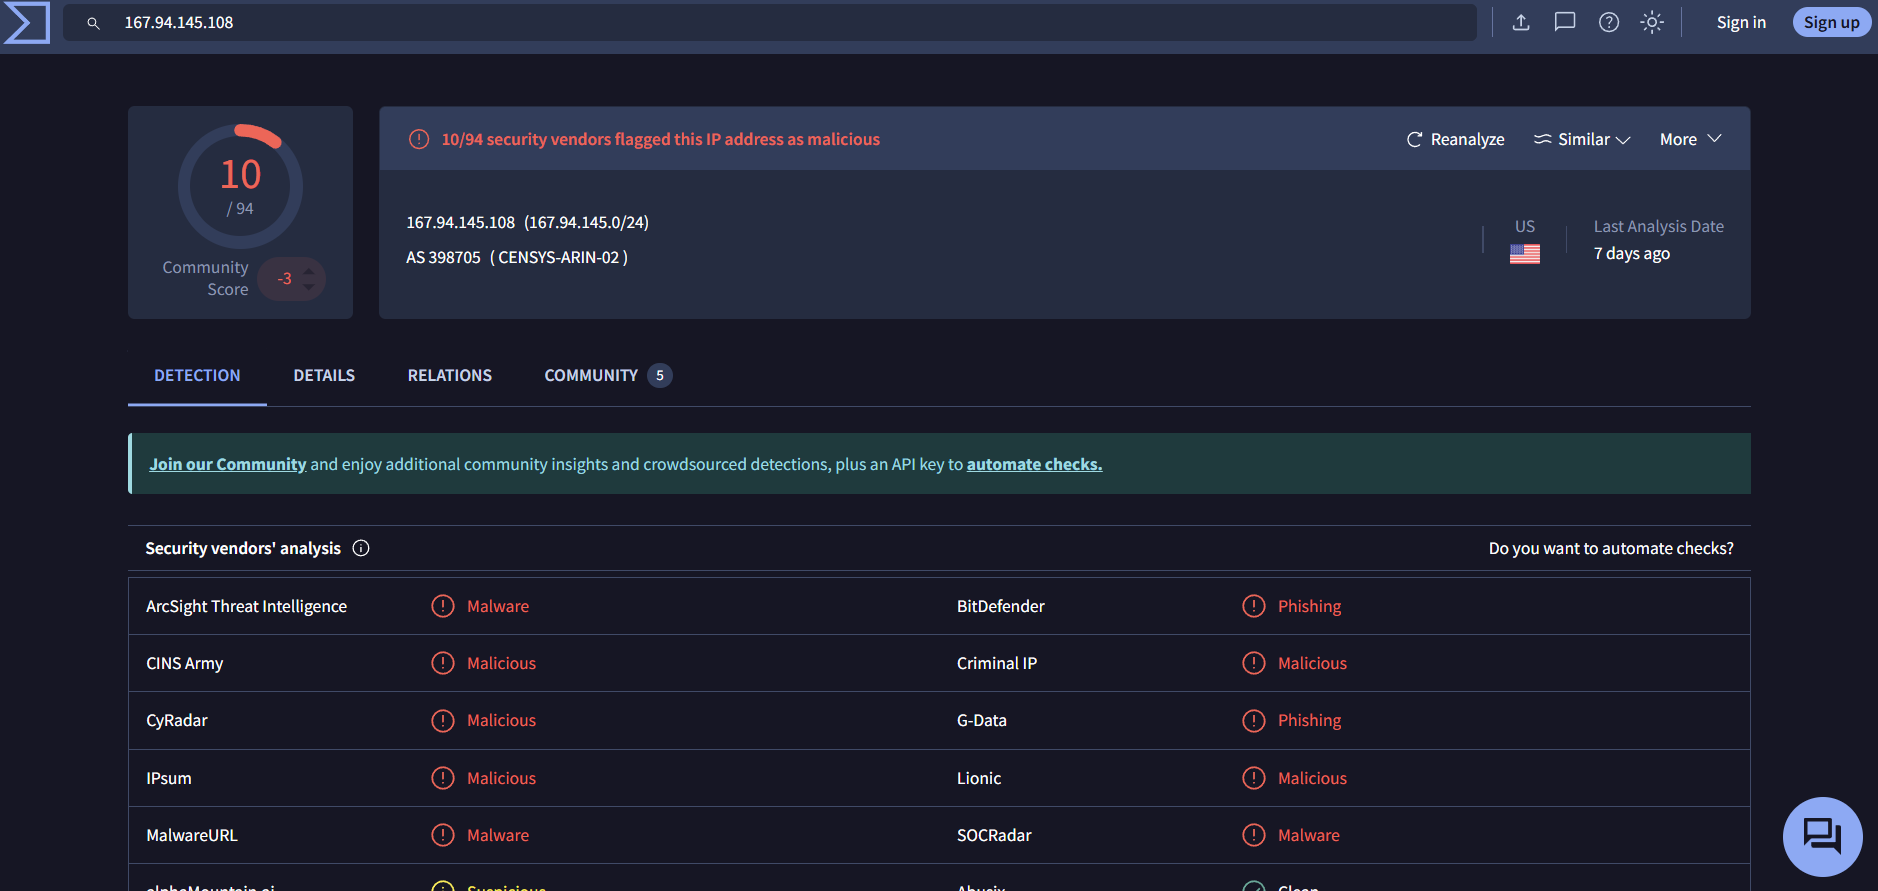 167.94.145.108
Sign in
Sign up
10
/ 94
Community
Score
-3
10/94 security vendors flagged this IP address as malicious
Reanalyze
Similar
More
167.94.145.108 (167.94.145.0/24)
AS 398705 ( CENSYS-ARIN-02 )
US
Last Analysis Date
7 days ago
DETECTION
DETAILS
RELATIONS
COMMUNITY 5
Join our Community and enjoy additional community insights and crowdsourced detections, plus an API key to automate checks.
Security vendors' analysis
Do you want to automate checks?
ArcSight Threat Intelligence Malware BitDefender Phishing
CINS Army Malicious Criminal IP Malicious
CyRadar Malicious G-Data Phishing
IPsum Malicious Lionic Malicious
MalwareURL Malware SOCRadar Malware
alphaMountain.ai Suspicious Abusix Clean